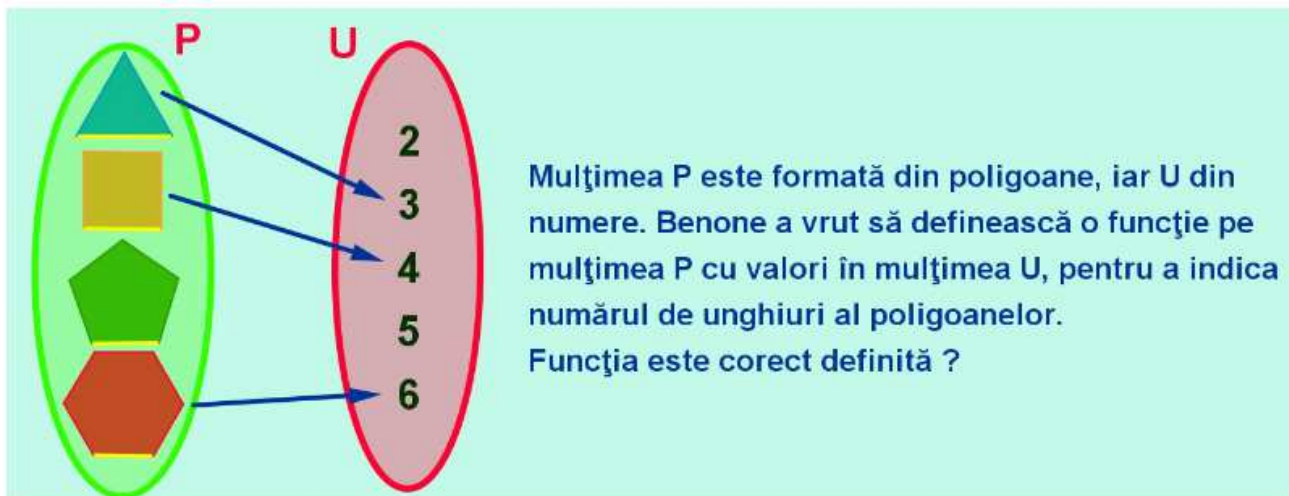 P U
2
3
4
5
6
Mulţimea P este formată din poligoane, iar U din
numere. Benone a vrut să definească o funcţie pe
mulţimea P cu valori în mulţimea U, pentru a indica
numărul de unghiuri al poligoanelor.
Funcţia este corect definită ?